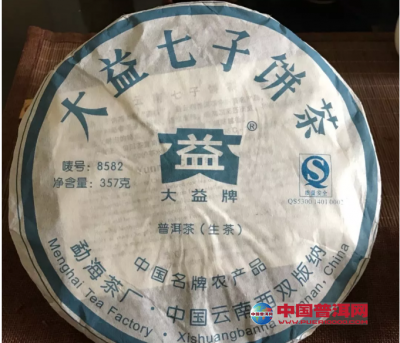 大益七子饼茶
唛号：8582
净含量：357克
益®
大益牌
普洱茶（生茶）
中国名牌农产品
勐海茶厂·中国云南西双版纳
Menghai Tea Factory · Xishuangbanna China
中国普洱网